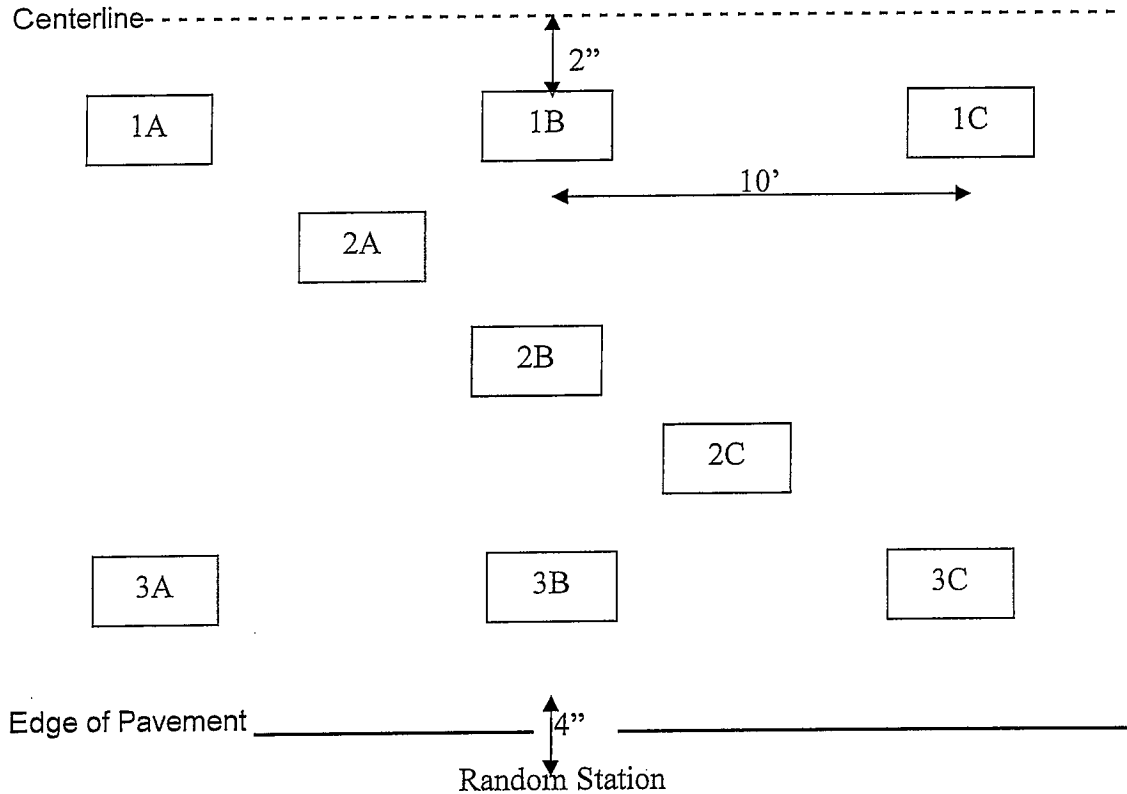 Centerline
2”
1A
1B
1C
10’
2A
2B
2C
3A
3B
3C
Edge of Pavement
4”
Random Station